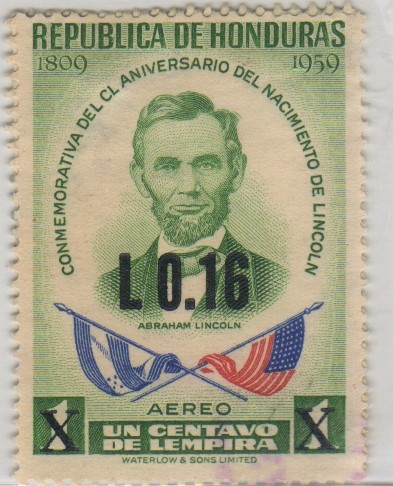 REPUBLICA DE HONDURAS
1809 1959
CONMEMORATIVA DEL CL ANIVERSARIO DEL NACIMIENTO DE LINCOLN
L 0.16
ABRAHAM LINCOLN
AEREO
1 X UN CENTAVO 1 X
DE LEMPIRA
WATERLOW & SONS LIMITED